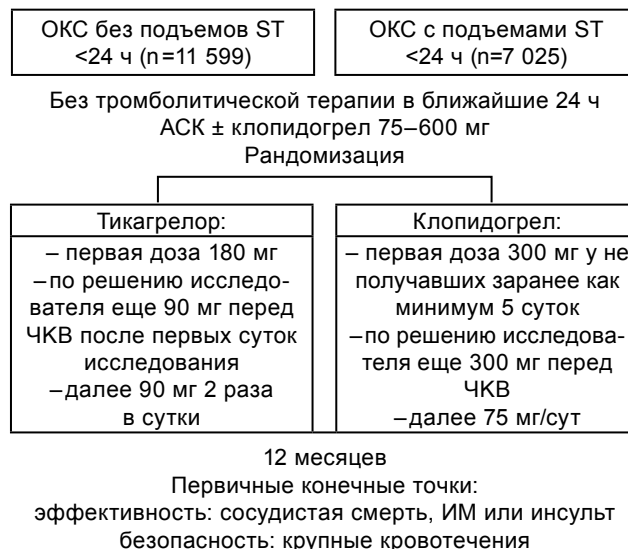 ОКС без подъемов ST
<24 ч (n=11 599)
ОКС с подъемами ST
<24 ч (n=7 025)
Без тромболитической терапии в ближайшие 24 ч
АСК ± клопидогрел 75–600 мг
Рандомизация
Тикагрелор:
– первая доза 180 мг
–по решению исследо-
вателя еще 90 мг перед
ЧКВ после первых суток
исследования
–далее 90 мг 2 раза
в сутки
Клопидогрел:
– первая доза 300 мг у не
получавших заранее как
минимум 5 суток
–по решению исследова-
теля еще 300 мг перед
ЧКВ
–далее 75 мг/сут
12 месяцев
Первичные конечные точки:
эффективность: сосудистая смерть, ИМ или инсульт
безопасность: крупные кровотечения